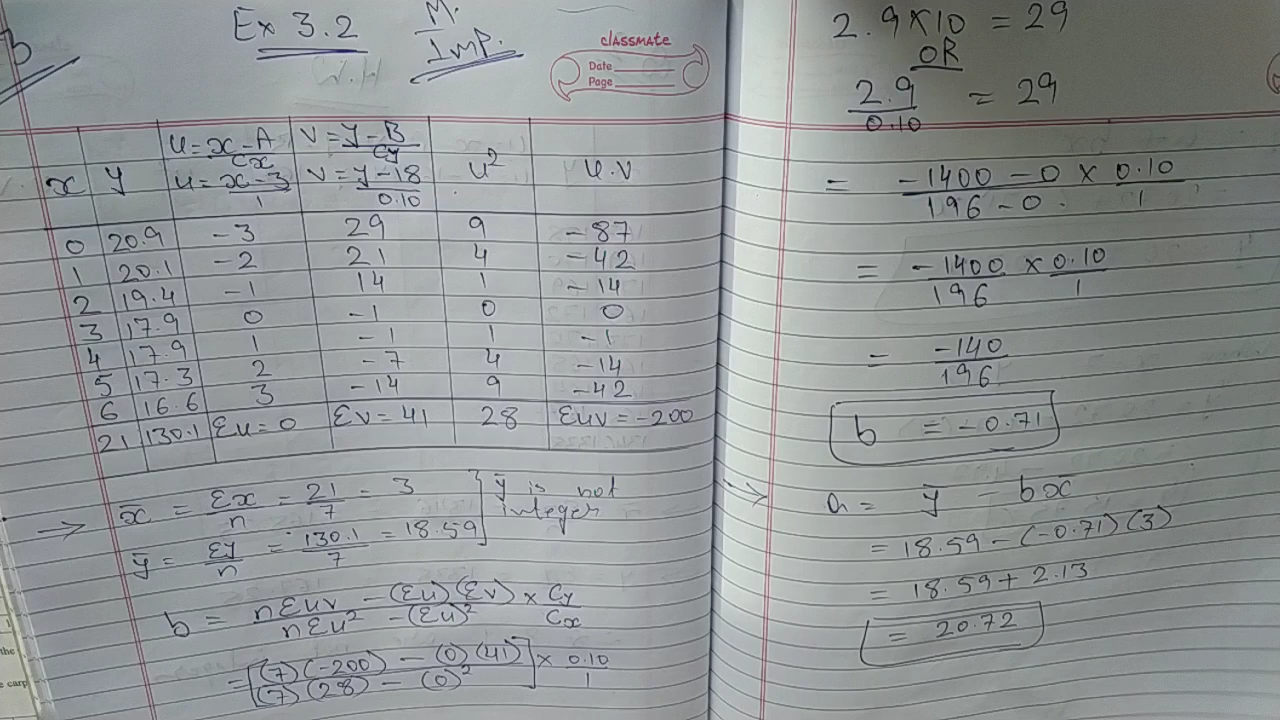 Ex 3.2
M.
Imp.
CLASSMATE
Date
Page
x | y | u = x-A/Cx | v = y-B/Cy | u² | u.v
u = x-3/1 | v = y-18/0.10
0 | 20.9 | -3 | 29 | 9 | -87
1 | 20.1 | -2 | 21 | 4 | -42
2 | 19.4 | -1 | 14 | 1 | -14
3 | 17.9 | 0 | -1 | 0 | 0
4 | 17.9 | 1 | -1 | 1 | -1
5 | 17.3 | 2 | -7 | 4 | -14
6 | 16.6 | 3 | -14 | 9 | -42
21 | 130.1 | Σu=0 | Σv=41 | 28 | Σuv=-200
→ x̄ = Σx/n = 21/7 = 3
ȳ = Σy/n = 130.1/7 = 18.59
ȳ is not
integer
b = nΣuv - (Σu)(Σv) / nΣu² - (Σu)² × Cy/Cx
= [(7)(-200) - (0)(41) / (7)(28) - (0)²] × 0.10/1
2.9×10 = 29
OR
2.9/0.10 = 29
= -1400 - 0 / 196 - 0 × 0.10/1
= -1400/196 × 0.10/1
= -140/196
b = -0.71
→ a = ȳ - bx̄
= 18.59 - (-0.71)(3)
= 18.59 + 2.13
= 20.72
the
e carp